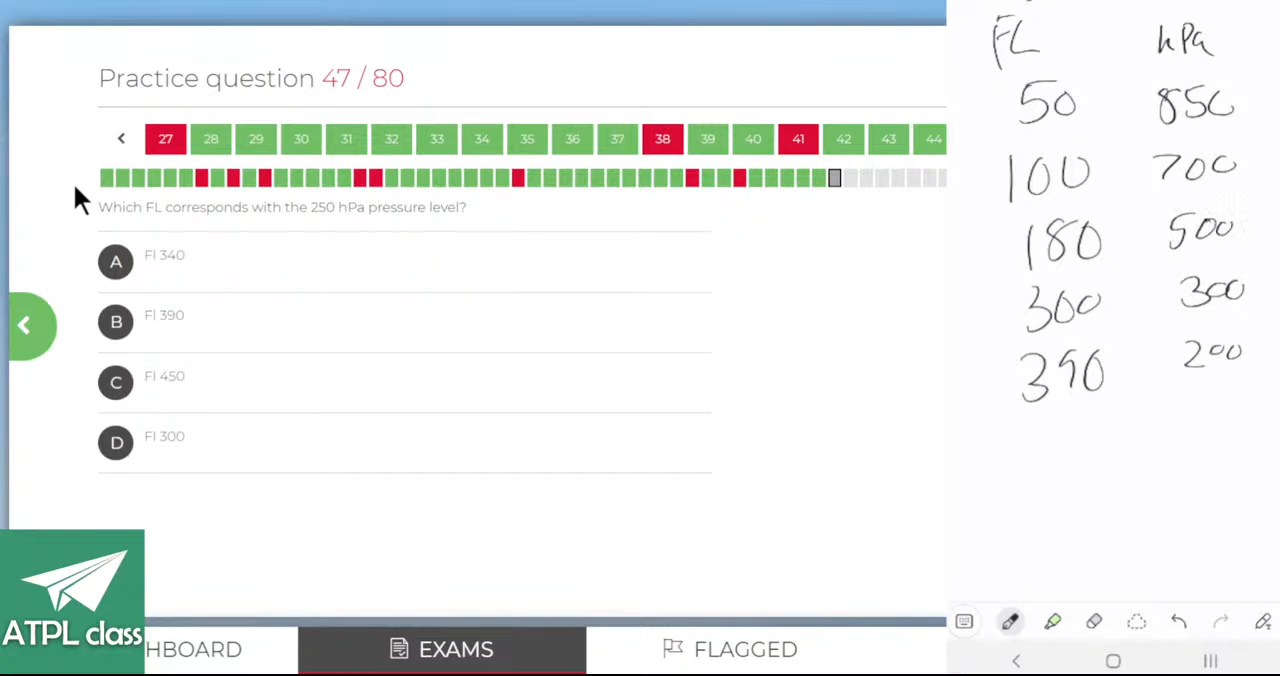 Practice question 47 / 80
27 28 29 30 31 32 33 34 35 36 37 38 39 40 41 42 43 44
Which FL corresponds with the 250 hPa pressure level?
A Fl 340
B Fl 390
C Fl 450
D Fl 300
FL hPa
50 850
100 700
180 500
300 300
390 200
ATPL class
HBOARD
EXAMS
FLAGGED